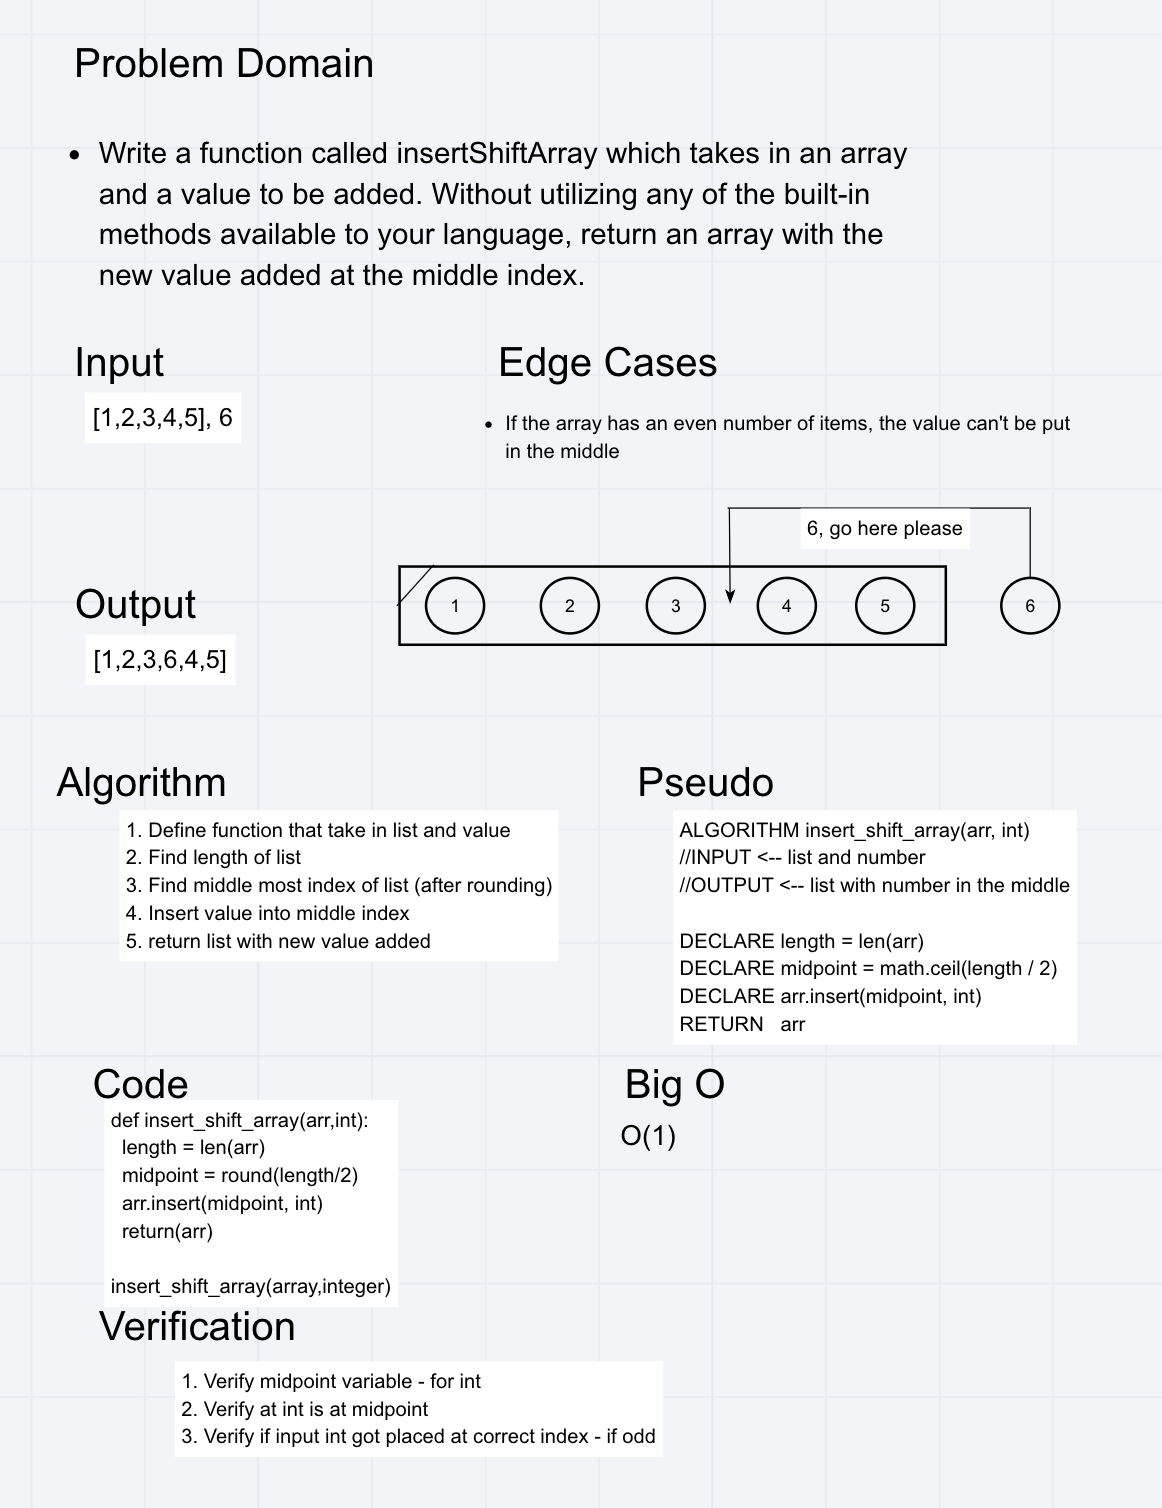 Problem Domain
• Write a function called insertShiftArray which takes in an array
and a value to be added. Without utilizing any of the built-in
methods available to your language, return an array with the
new value added at the middle index.
Input
[1,2,3,4,5], 6
Edge Cases
• If the array has an even number of items, the value can't be put
in the middle
6, go here please
1 2 3 4 5 6
Output
[1,2,3,6,4,5]
Algorithm
1. Define function that take in list and value
2. Find length of list
3. Find middle most index of list (after rounding)
4. Insert value into middle index
5. return list with new value added
Pseudo
ALGORITHM insert_shift_array(arr, int)
//INPUT <-- list and number
//OUTPUT <-- list with number in the middle
DECLARE length = len(arr)
DECLARE midpoint = math.ceil(length / 2)
DECLARE arr.insert(midpoint, int)
RETURN   arr
Code
def insert_shift_array(arr,int):
  length = len(arr)
  midpoint = round(length/2)
  arr.insert(midpoint, int)
  return(arr)
insert_shift_array(array,integer)
Big O
O(1)
Verification
1. Verify midpoint variable - for int
2. Verify at int is at midpoint
3. Verify if input int got placed at correct index - if odd